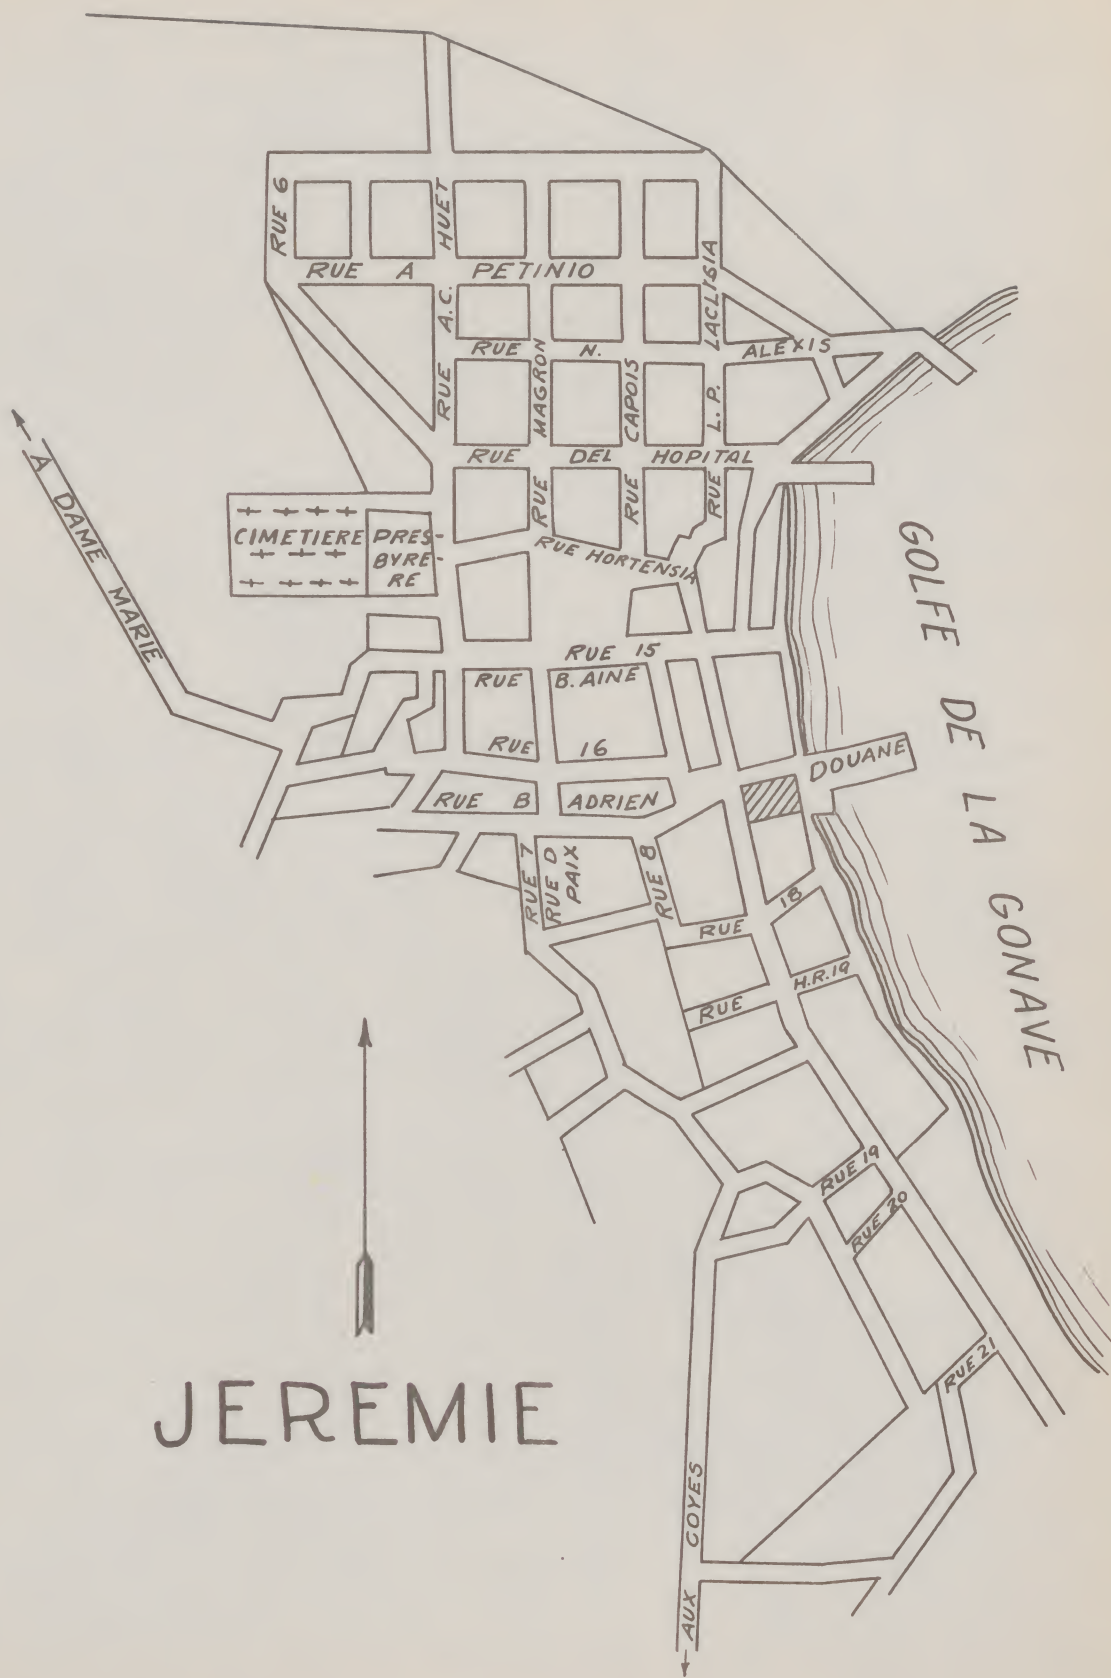 RUE 6
HUET
RUE A PETINIO
RUE A.C.
LACLISIA
RUE N. ALEXIS
MAGRON
CAPOIS
L. P.
RUE DEL HOPITAL
RUE
RUE
RUE
A DAME MARIE
CIMETIERE
PRES-
BYRE-
RE
RUE HORTENSIA
GOLFE DE LA GONAVE
RUE 15
RUE B. AINE
RUE 16
DOUANE
RUE B ADRIEN
RUE 7
RUE D
PAIX
RUE 8
RUE 18
RUE H.R. 19
RUE 19
RUE 20
RUE 21
JEREMIE
AUX COYES